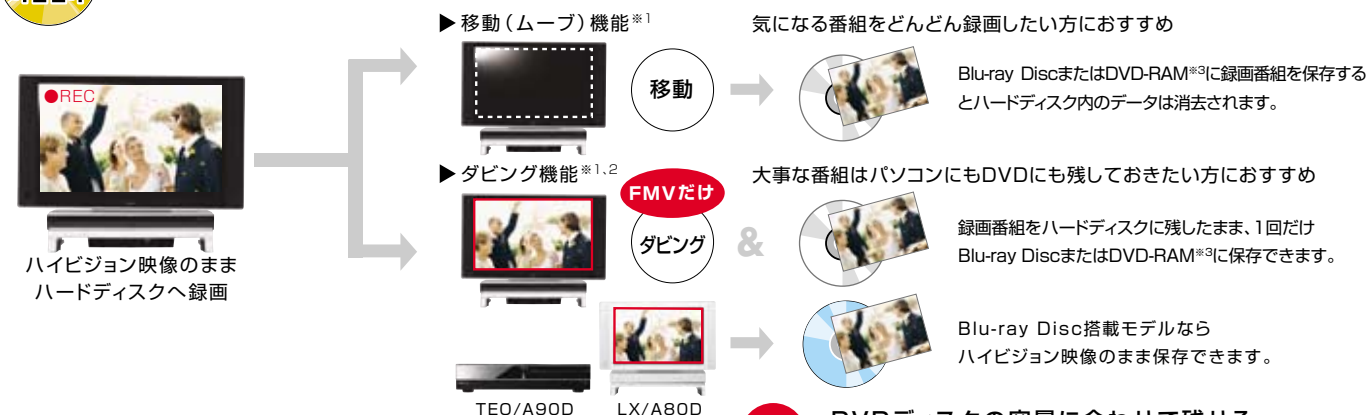 ●REC
ハイビジョン映像のまま
ハードディスクへ録画
▶移動(ムーブ)機能※1
移動
気になる番組をどんどん録画したい方におすすめ
Blu-ray DiscまたはDVD-RAM※3に録画番組を保存する
とハードディスク内のデータは消去されます。
▶ダビング機能※1、2
FMVだけ
ダビング
&
大事な番組はパソコンにもDVDにも残しておきたい方におすすめ
録画番組をハードディスクに残したまま、1回だけ
Blu-ray DiscまたはDVD-RAM※3に保存できます。
TEO/A90D
LX/A80D
Blu-ray Disc搭載モデルなら
ハイビジョン映像のまま保存できます。